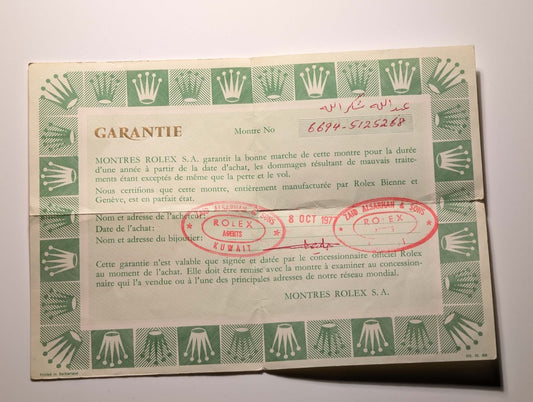 عبدالله شكرالله
GARANTIE Montre No 6694-5125268
MONTRES ROLEX S.A. garantit la bonne marche de cette montre pour la durée
d'une année à partir de la date d'achat, les dommages résultant de mauvais traite-
ments étant exceptés de même que la perte et le vol.
Nous certifions que cette montre, entièrement manufacturée par Rolex Bienne et
Genève, est en parfait état.
Nom et adresse de l'acheteur:
Date de l'achat:
Nom et adresse du bijoutier:
ROLEX
AGENTS
KUWAIT
8 OCT 1977
ZAID ALSERHAN & SONS
ROLEX
Cette garantie n'est valable que signée et datée par le concessionnaire officiel Rolex
au moment de l'achat. Elle doit être remise avec la montre à examiner au concession-
naire qui l'a vendue ou à l'une des principales adresses de notre réseau mondial.
MONTRES ROLEX S.A.
Printed in Switzerland